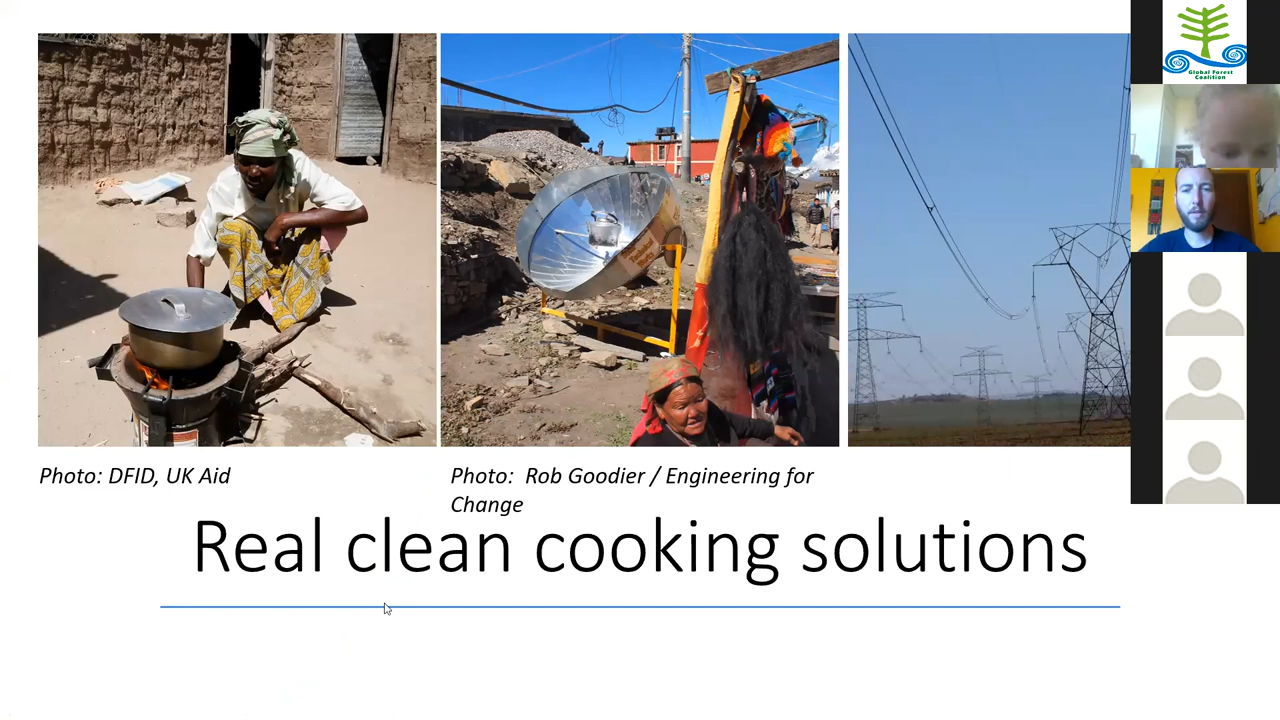 Global Forest
Coalition
Photo: DFID, UK Aid
Photo: Rob Goodier / Engineering for
Change
Real clean cooking solutions